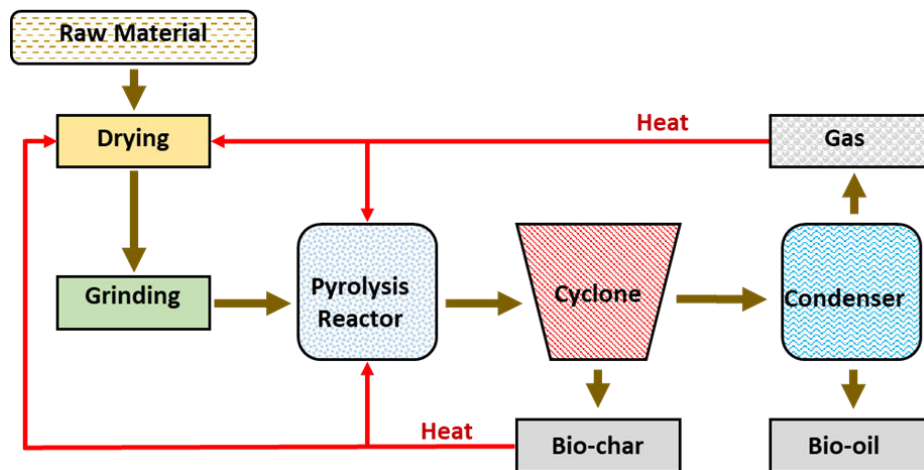 Raw Material
Drying
Heat
Gas
Grinding
Pyrolysis
Reactor
Cyclone
Condenser
Heat
Bio-char
Bio-oil